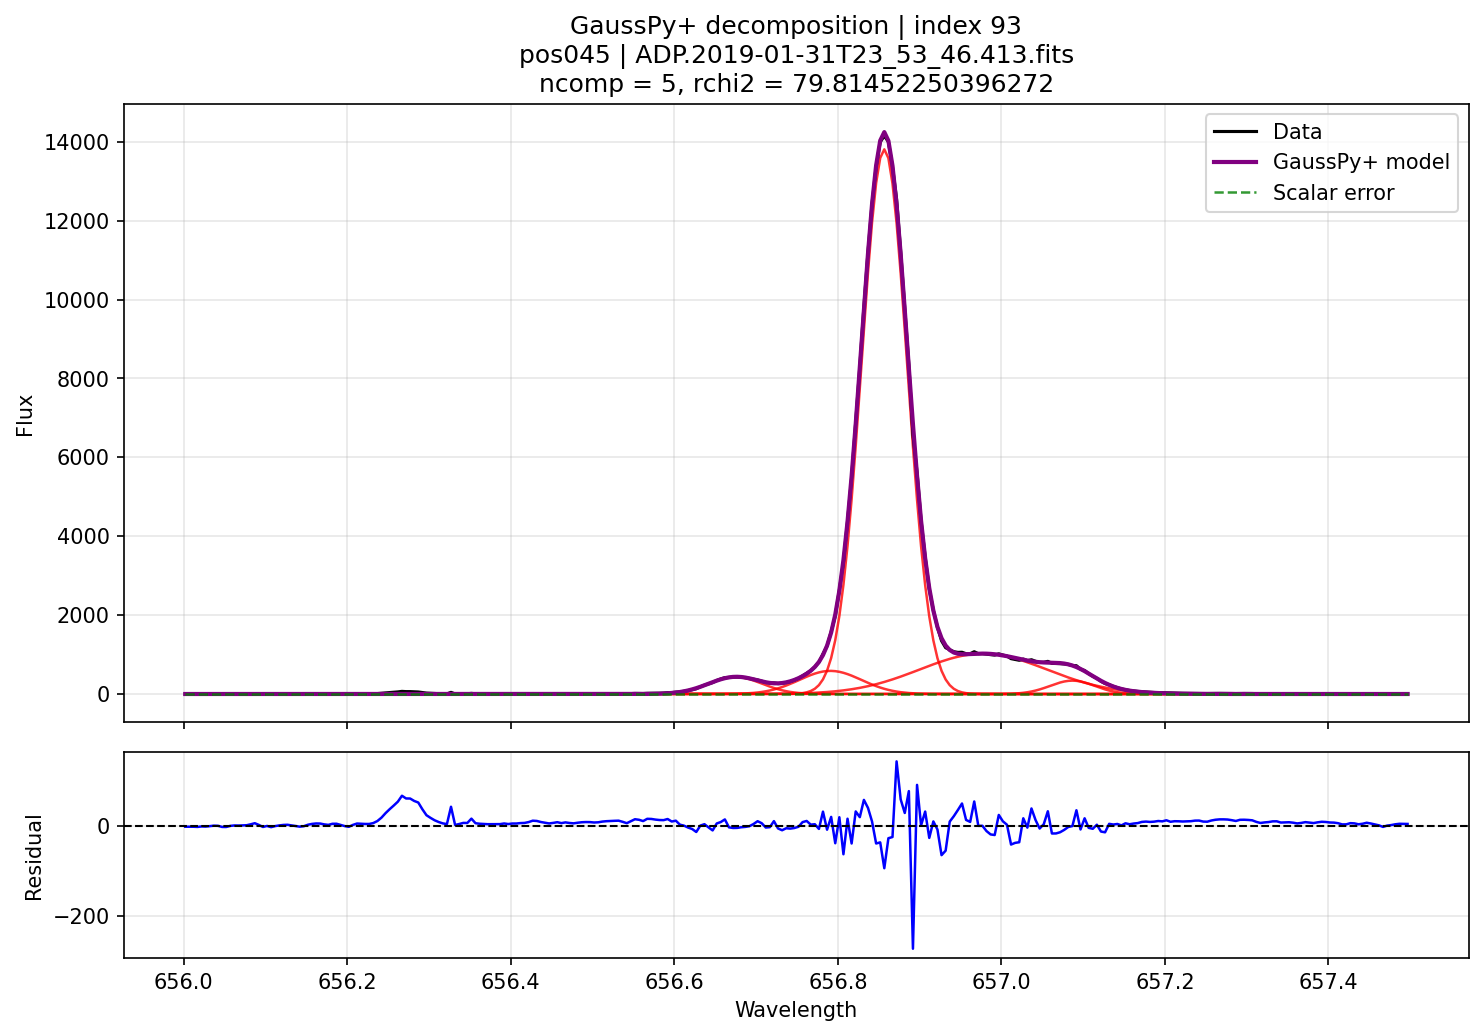 GaussPy+ decomposition | index 93
pos045 | ADP.2019-01-31T23_53_46.413.fits
ncomp = 5, rchi2 = 79.81452250396272
Data
GaussPy+ model
Scalar error
14000
12000
10000
8000
6000
4000
2000
0
Flux
0
−200
Residual
656.0 656.2 656.4 656.6 656.8 657.0 657.2 657.4
Wavelength